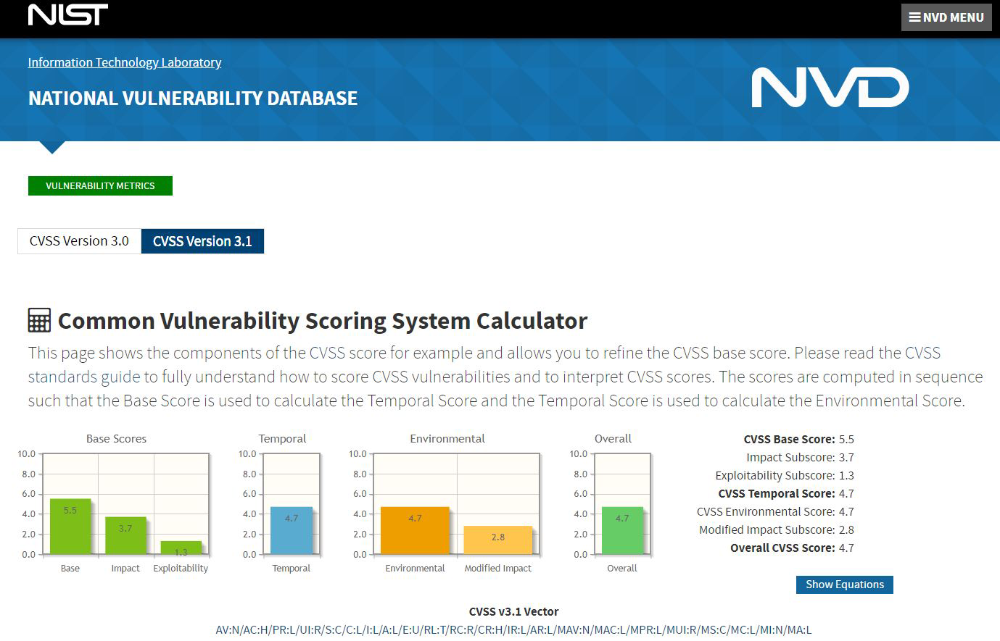 NIST
NVD MENU
Information Technology Laboratory
NATIONAL VULNERABILITY DATABASE
NVD
VULNERABILITY METRICS
CVSS Version 3.0
CVSS Version 3.1
Common Vulnerability Scoring System Calculator
This page shows the components of the CVSS score for example and allows you to refine the CVSS base score. Please read the CVSS
standards guide to fully understand how to score CVSS vulnerabilities and to interpret CVSS scores. The scores are computed in sequence
such that the Base Score is used to calculate the Temporal Score and the Temporal Score is used to calculate the Environmental Score.
Base Scores
10.0
8.0
6.0
4.0
2.0
0.0
5.5
3.7
1.3
Base
Impact
Exploitability
Temporal
10.0
8.0
6.0
4.0
2.0
0.0
4.7
Temporal
Environmental
10.0
8.0
6.0
4.0
2.0
0.0
4.7
2.8
Environmental
Modified Impact
Overall
10.0
8.0
6.0
4.0
2.0
0.0
4.7
Overall
CVSS Base Score: 5.5
Impact Subscore: 3.7
Exploitability Subscore: 1.3
CVSS Temporal Score: 4.7
CVSS Environmental Score: 4.7
Modified Impact Subscore: 2.8
Overall CVSS Score: 4.7
Show Equations
CVSS v3.1 Vector
AV:N/AC:H/PR:L/UI:R/S:C/C:L/I:L/A:L/E:U/RL:T/RC:R/CR:H/IR:L/AR:L/MAV:N/MAC:L/MPR:L/MUI:R/MS:C/MC:L/MI:N/MA:L